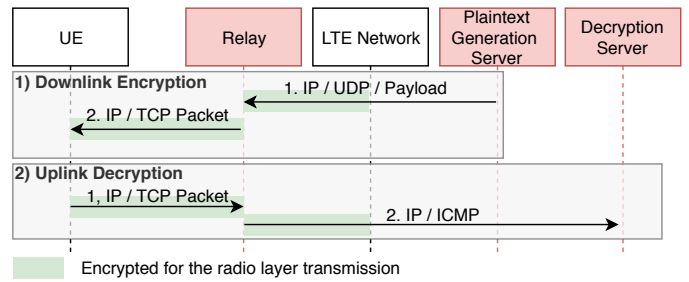 UE
Relay
LTE Network
Plaintext
Generation
Server
Decryption
Server
1) Downlink Encryption
1. IP / UDP / Payload
2. IP / TCP Packet
2) Uplink Decryption
1, IP / TCP Packet
2. IP / ICMP
Encrypted for the radio layer transmission